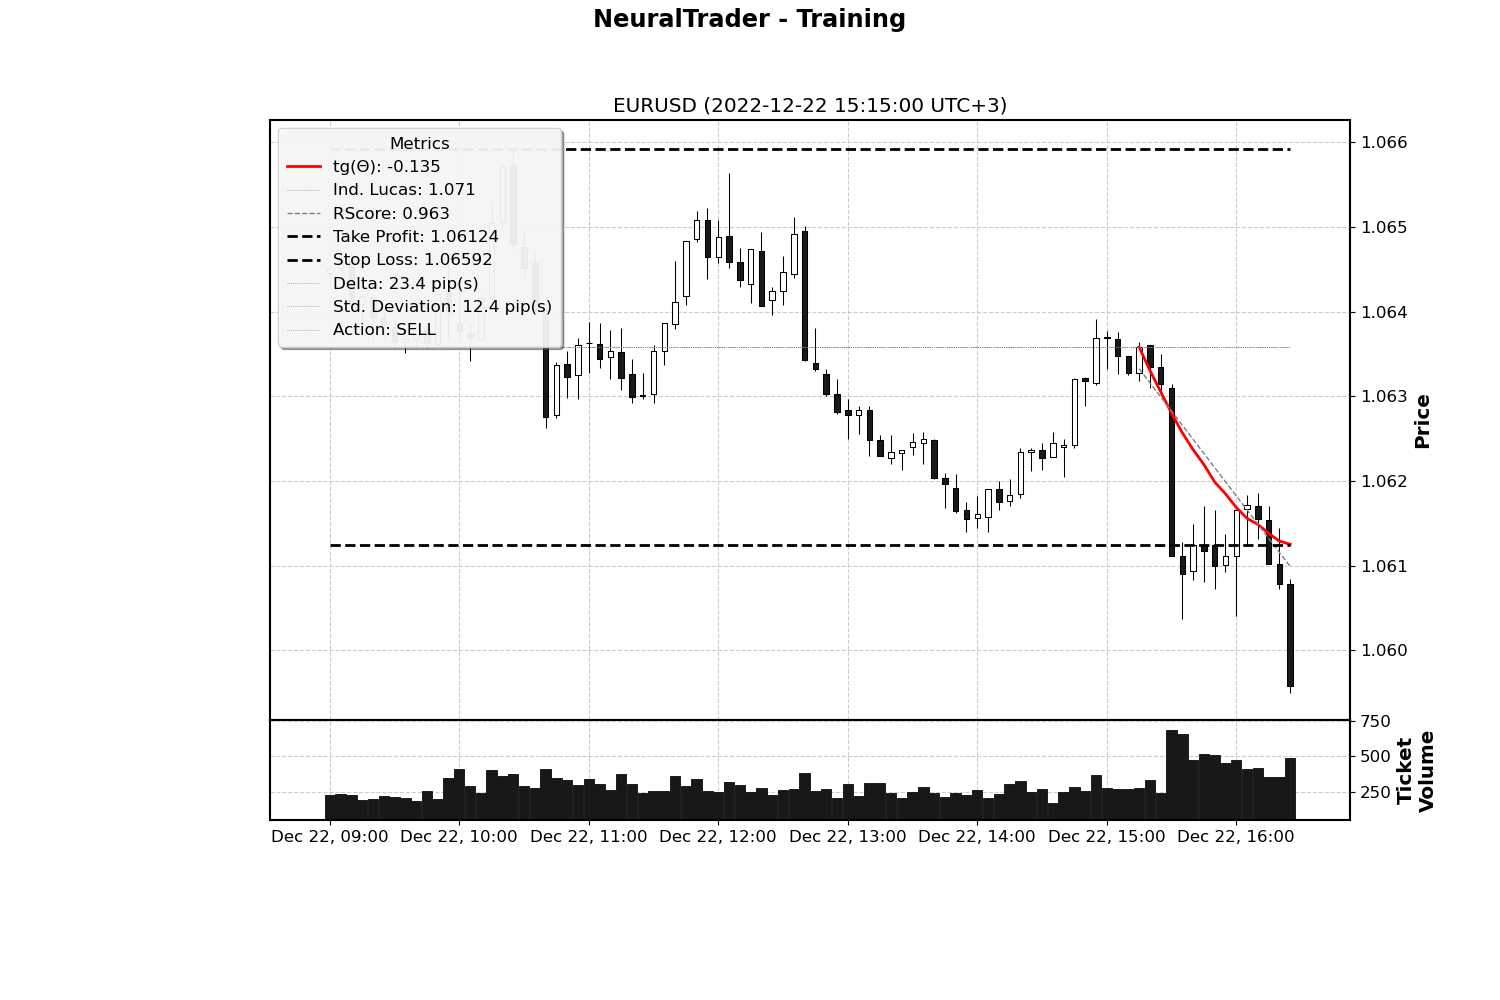 NeuralTrader - Training
EURUSD (2022-12-22 15:15:00 UTC+3)
Metrics
tg(Θ): -0.135
Ind. Lucas: 1.071
RScore: 0.963
Take Profit: 1.06124
Stop Loss: 1.06592
Delta: 23.4 pip(s)
Std. Deviation: 12.4 pip(s)
Action: SELL
1.066
1.065
1.064
1.063
1.062
1.061
1.060
Price
750
500
250
Ticket
Volume
Dec 22, 09:00 Dec 22, 10:00 Dec 22, 11:00 Dec 22, 12:00 Dec 22, 13:00 Dec 22, 14:00 Dec 22, 15:00 Dec 22, 16:00